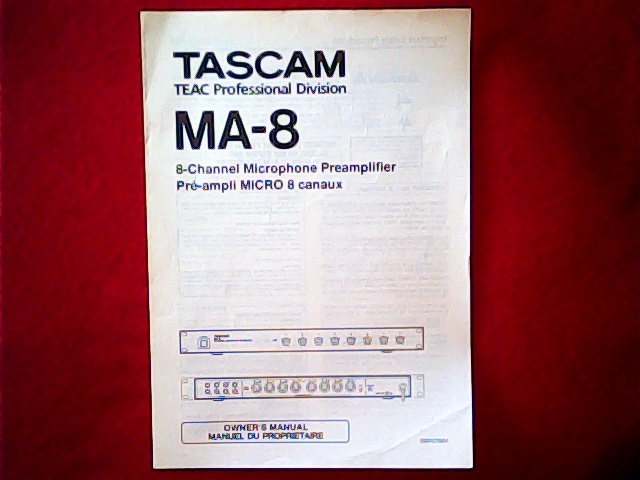 TASCAM
TEAC Professional Division
MA-8
8-Channel Microphone Preamplifier
Pré-ampli MICRO 8 canaux
OWNER'S MANUAL
MANUEL DU PROPRIETAIRE